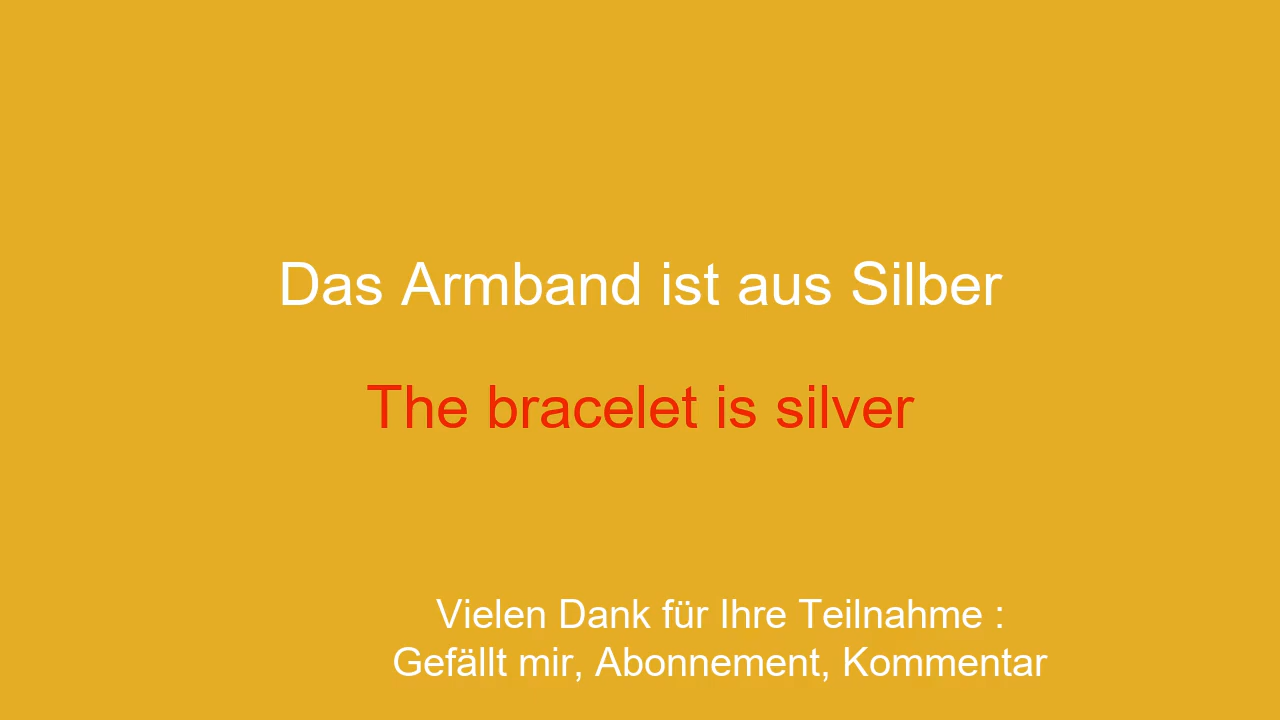 Das Armband ist aus Silber
The bracelet is silver
Vielen Dank für Ihre Teilnahme :
Gefällt mir, Abonnement, Kommentar